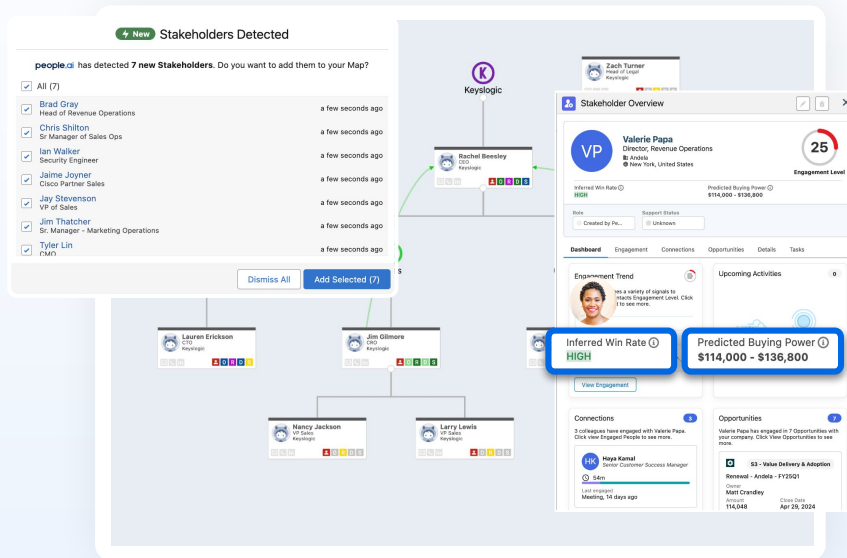 New Stakeholders Detected
people.ai has detected 7 new Stakeholders. Do you want to add them to your Map?
All (7)
Brad Gray
Head of Revenue Operations
a few seconds ago
Chris Shilton
Sr Manager of Sales Ops
a few seconds ago
Ian Walker
Security Engineer
a few seconds ago
Jaime Joyner
Cisco Partner Sales
a few seconds ago
Jay Stevenson
VP of Sales
a few seconds ago
Jim Thatcher
Sr. Manager - Marketing Operations
a few seconds ago
Tyler Lin
CMO
a few seconds ago
Dismiss All
Add Selected (7)
K
Keyslogic
Zach Turner
Head of Legal
Keyslogic
Rachel Beesley
CEO
Keyslogic
O R D S
Lauren Erickson
CTO
Keyslogic
O R D S
Jim Gilmore
CRO
Keyslogic
D R D S
Nancy Jackson
VP Sales
Keyslogic
Larry Lewis
VP Sales
Keyslogic
Stakeholder Overview
VP
Valerie Papa
Director, Revenue Operations
Andela
New York, United States
25
Engagement Level
Inferred Win Rate
HIGH
Predicted Buying Power
$114,000 - $136,800
Role
Created by Pe...
Support Status
Unknown
Dashboard
Engagement
Connections
Opportunities
Details
Tasks
Engagement Trend
es a variety of signals to
ntacts Engagement Level. Click
t to see more.
Upcoming Activities
0
Inferred Win Rate
HIGH
Predicted Buying Power
$114,000 - $136,800
View Engagement
Connections
3
3 colleagues have engaged with Valerie Papa.
Click view Engaged People to see more.
HK
Haya Kamal
Senior Customer Success Manager
54m
Last engaged
Meeting, 14 days ago
Opportunities
7
Valerie Papa has engaged in 7 Opportunities with
your company. Click View Opportunities to see
more.
S3 - Value Delivery & Adoption
Renewal - Andela - FY25Q1
Owner
Matt Crandley
Amount
114,048
Close Date
Apr 29, 2024